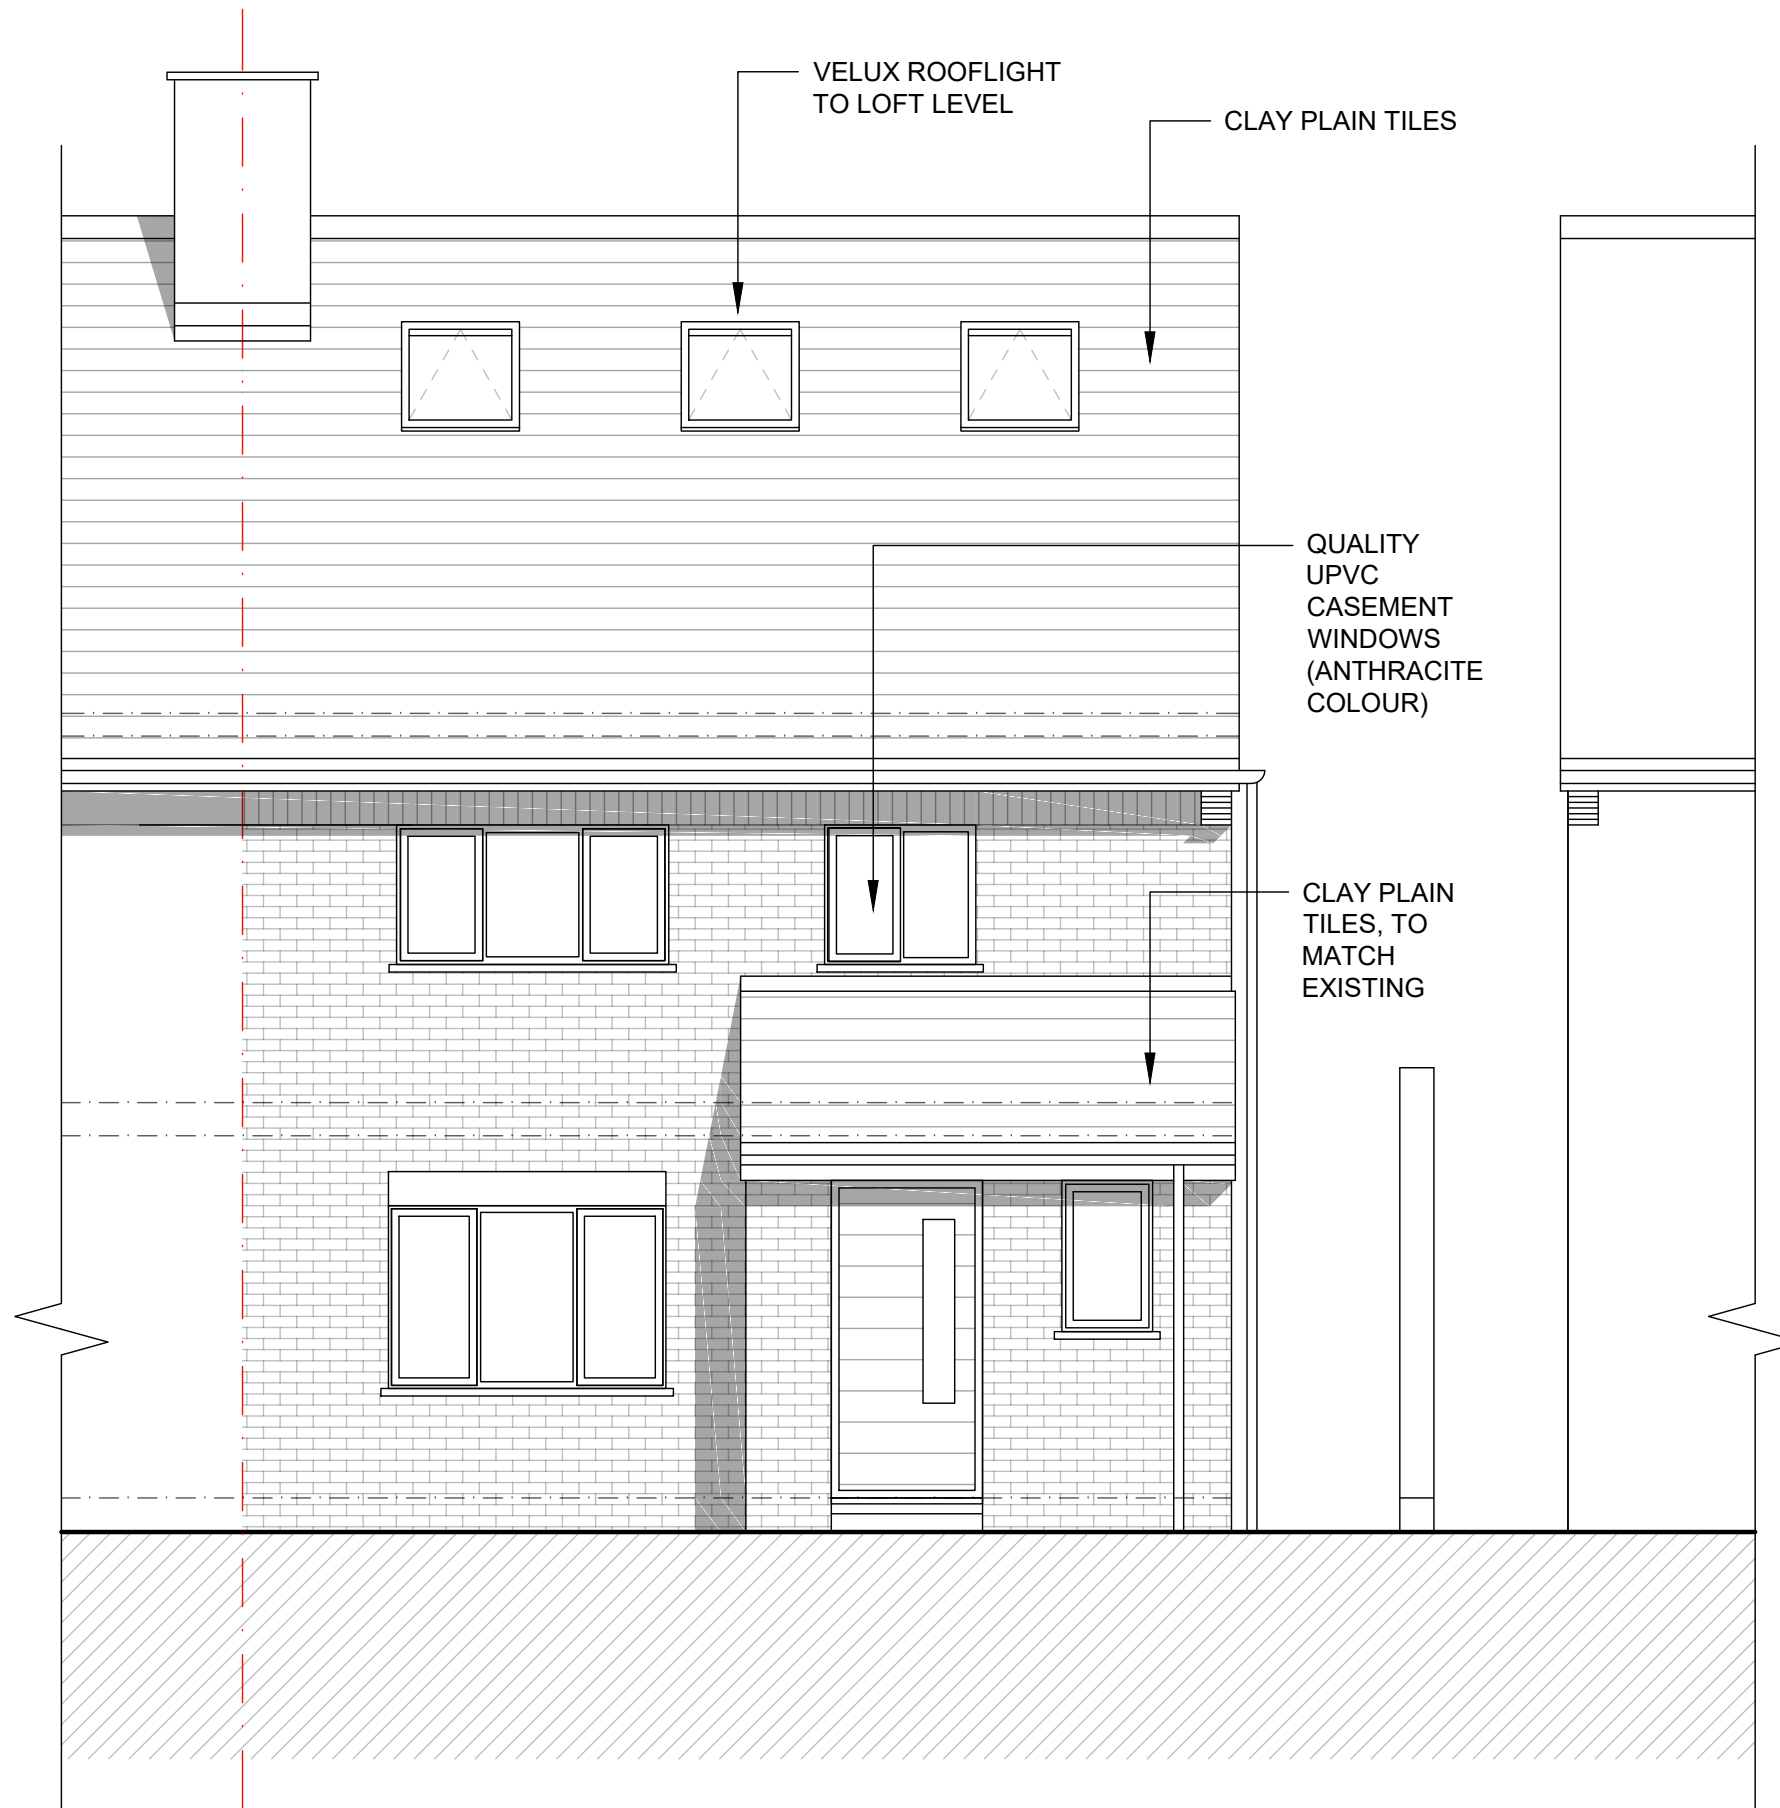 VELUX ROOFLIGHT
TO LOFT LEVEL
CLAY PLAIN TILES
QUALITY
UPVC
CASEMENT
WINDOWS
(ANTHRACITE
COLOUR)
CLAY PLAIN
TILES, TO
MATCH
EXISTING